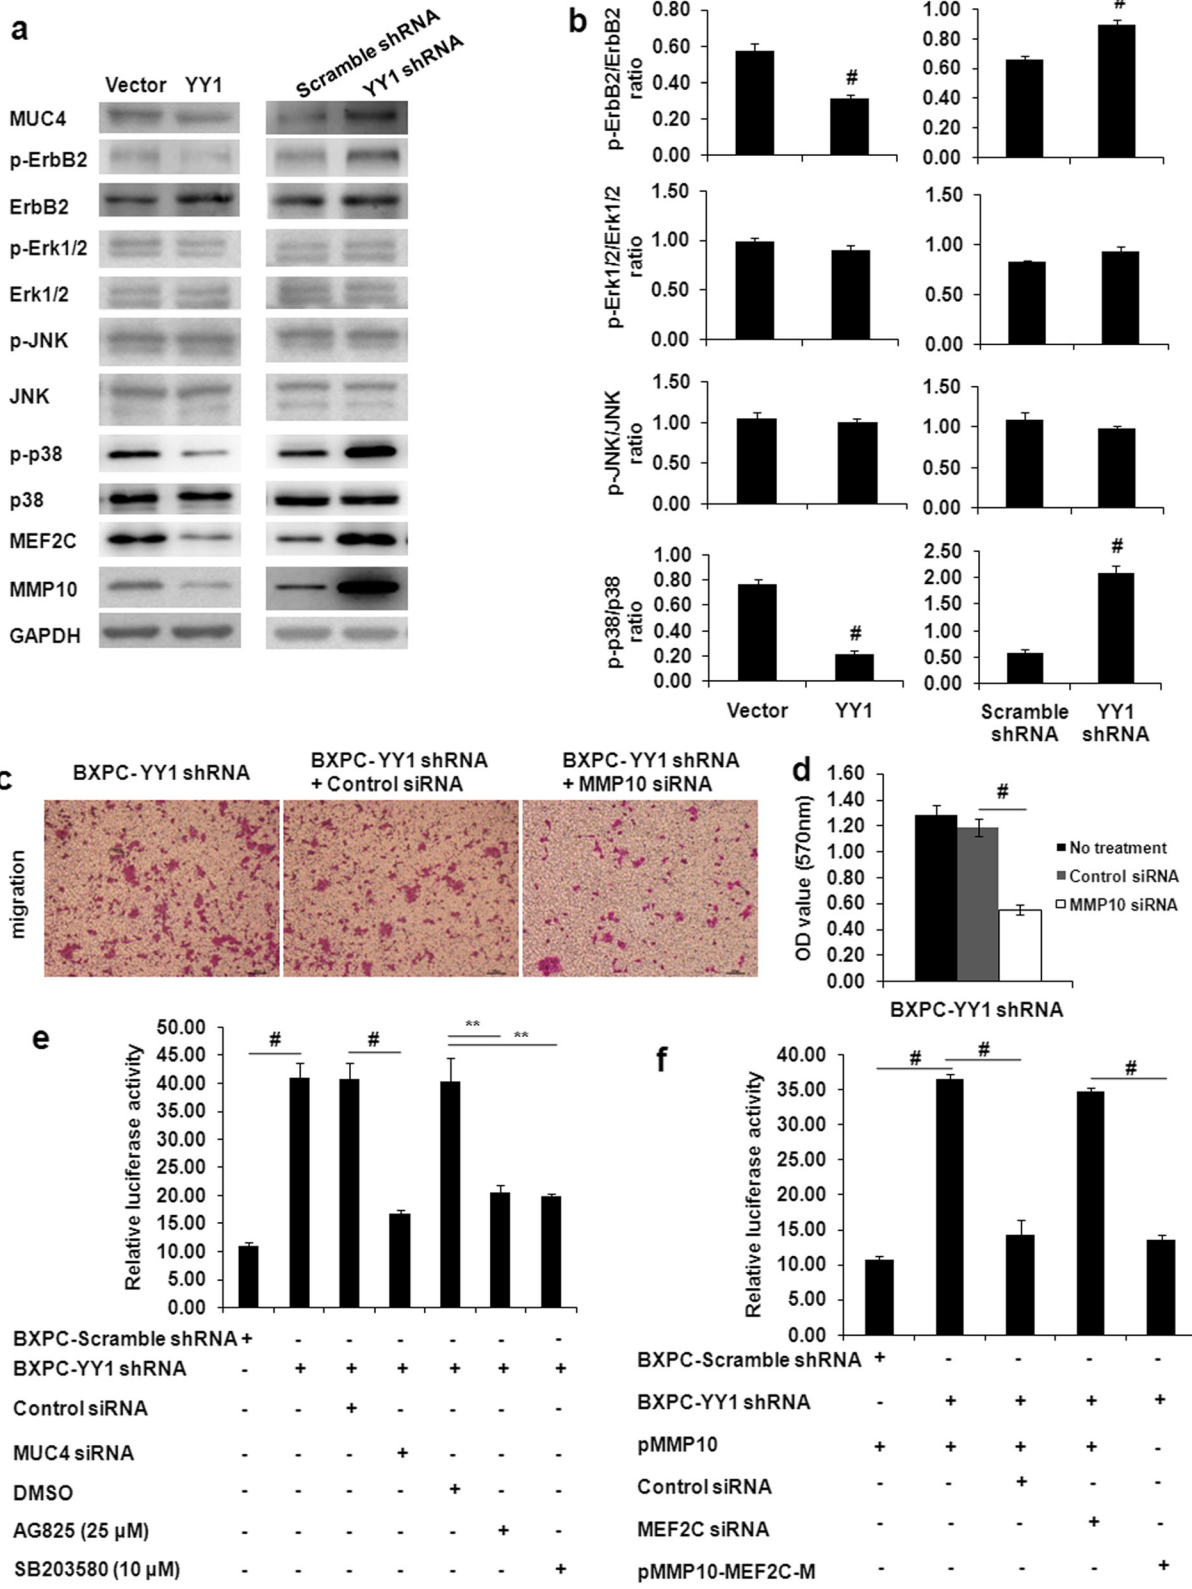 a
Vector YY1
Scramble shRNA
YY1 shRNA
MUC4
p-ErbB2
ErbB2
p-Erk1/2
Erk1/2
p-JNK
JNK
p-p38
p38
MEF2C
MMP10
GAPDH
b
p-ErbB2/ErbB2
ratio
0.80
0.60
0.40
0.20
0.00
#
1.00
0.80
0.60
0.40
0.20
0.00
#
p-Erk1/2/Erk1/2
ratio
1.50
1.00
0.50
0.00
1.50
1.00
0.50
0.00
p-JNK/JNK
ratio
1.50
1.00
0.50
0.00
1.50
1.00
0.50
0.00
p-p38/p38
ratio
1.00
0.80
0.60
0.40
0.20
0.00
#
2.50
2.00
1.50
1.00
0.50
0.00
#
Vector YY1
Scramble
shRNA
YY1
shRNA
c
BXPC-YY1 shRNA
BXPC-YY1 shRNA
+ Control siRNA
BXPC-YY1 shRNA
+ MMP10 siRNA
migration
d
OD value (570nm)
1.60
1.40
1.20
1.00
0.80
0.60
0.40
0.20
0.00
#
No treatment
Control siRNA
MMP10 siRNA
BXPC-YY1 shRNA
e
Relative luciferase activity
50.00
45.00
40.00
35.00
30.00
25.00
20.00
15.00
10.00
5.00
0.00
# # ** **
BXPC-Scramble shRNA + - - - - - -
BXPC-YY1 shRNA - + + + + + +
Control siRNA - - + - - - -
MUC4 siRNA - - - + - - -
DMSO - - - - + - -
AG825 (25 µM) - - - - - + -
SB203580 (10 µM) - - - - - - +
f
Relative luciferase activity
40.00
35.00
30.00
25.00
20.00
15.00
10.00
5.00
0.00
# # #
BXPC-Scramble shRNA + - - - -
BXPC-YY1 shRNA - + + + +
pMMP10 + + + + -
Control siRNA - - + - -
MEF2C siRNA - - - + -
pMMP10-MEF2C-M - - - - +